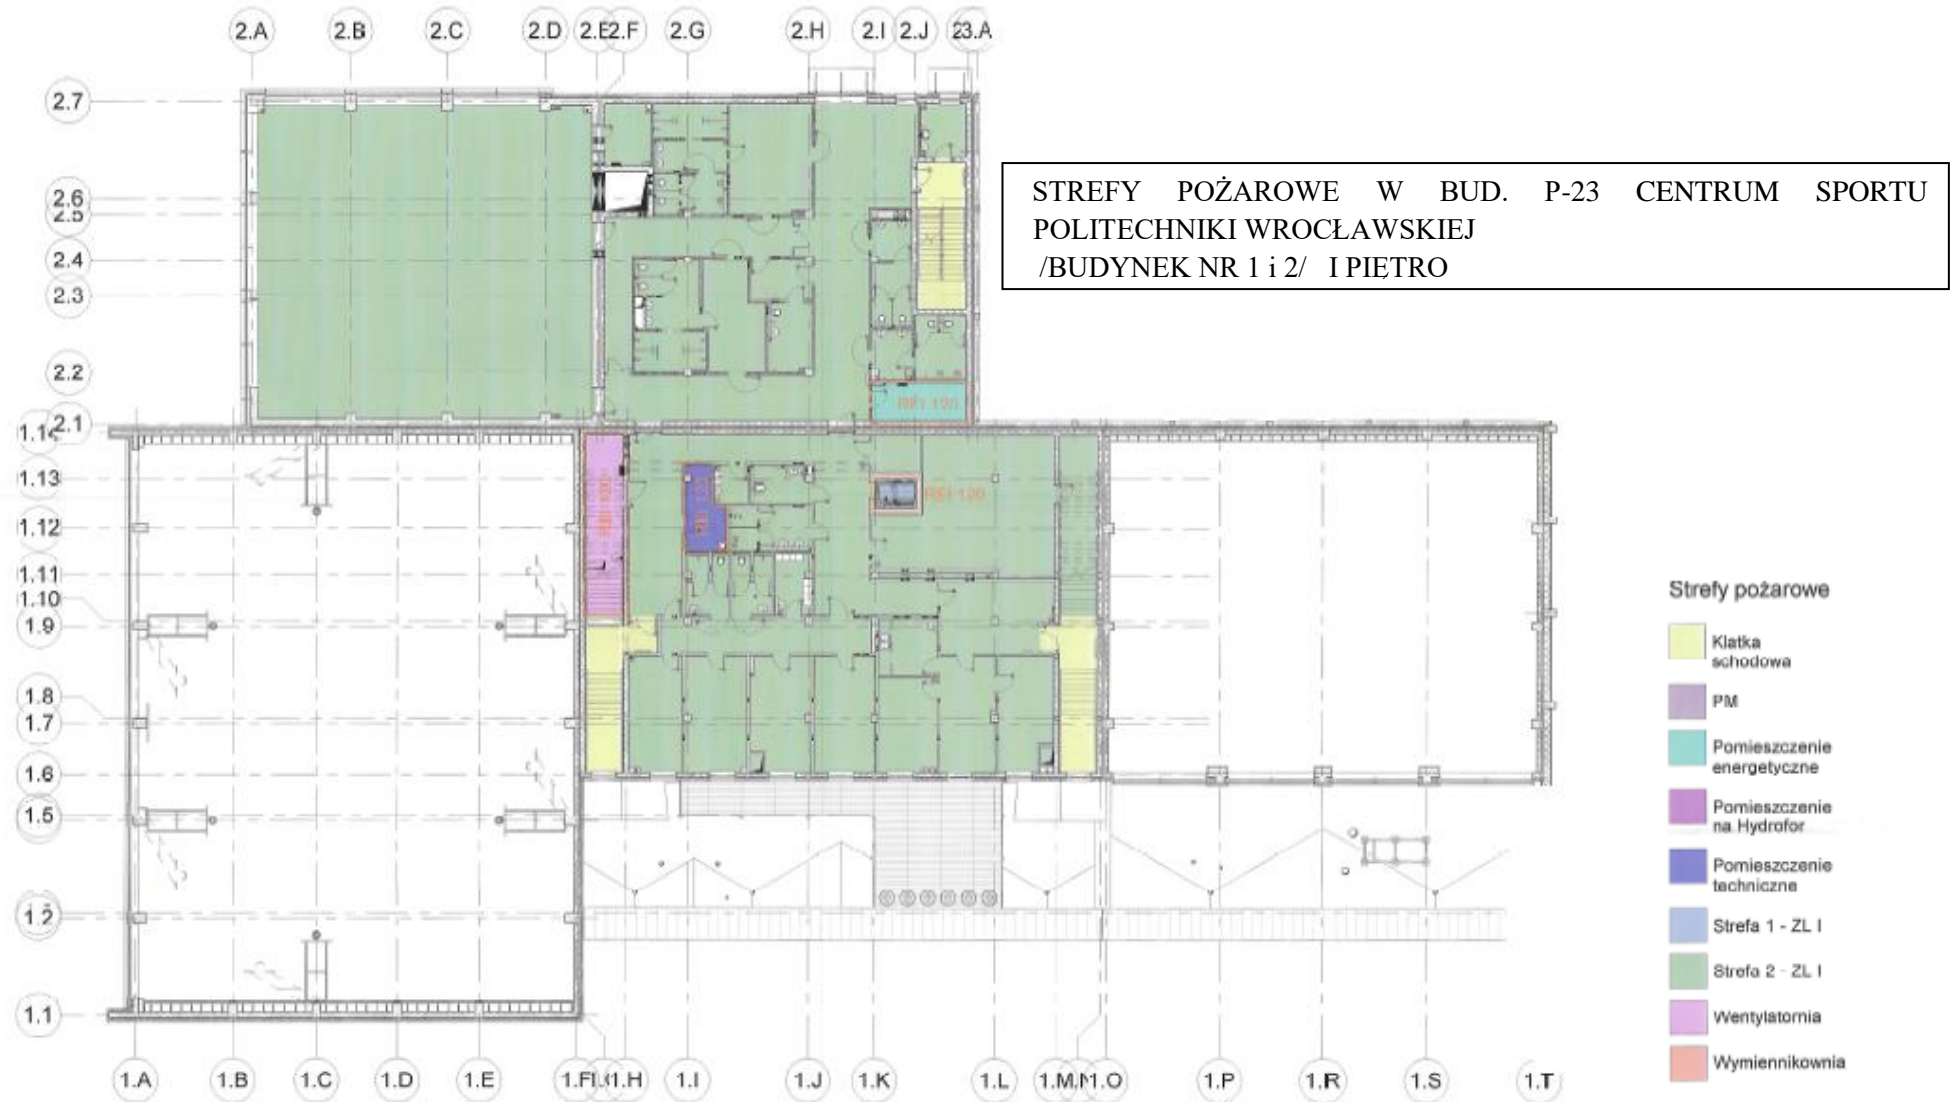 2.A 2.B 2.C 2.D 2.E 2.F 2.G 2.H 2.I 2.J 3.A
2.7
2.6
2.5
2.4
2.3
2.2
2.1
STREFY POŻAROWE W BUD. P-23 CENTRUM SPORTU
POLITECHNIKI WROCŁAWSKIEJ
/BUDYNEK NR 1 i 2/ I PIĘTRO
REI 120
1.14
1.13
1.12
1.11
1.10
1.9
1.8
1.7
1.6
1.5
1.2
1.1
REI 120
REI 120
Strefy pożarowe
Klatka
schodowa
PM
Pomieszczenie
energetyczne
Pomieszczenie
na Hydrofor
Pomieszczenie
techniczne
Strefa 1 - ZL I
Strefa 2 - ZL I
Wentylatornia
Wymiennikownia
1.A 1.B 1.C 1.D 1.E 1.F 1.H 1.I 1.J 1.K 1.L 1.M 1.O 1.P 1.R 1.S 1.T